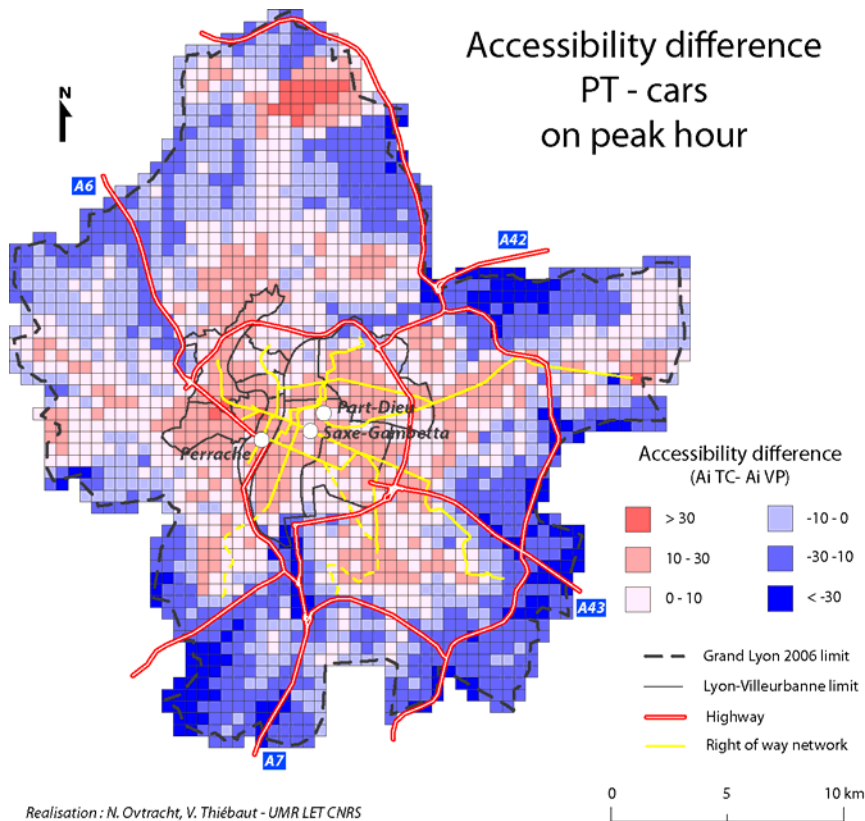 Accessibility difference
PT - cars
on peak hour
N
A6
A42
Part-Dieu
Saxe-Gambetta
Perrache
Accessibility difference
(Ai TC- Ai VP)
> 30
-10 - 0
10 - 30
-30 -10
0 - 10
< -30
A43
Grand Lyon 2006 limit
Lyon-Villeurbanne limit
Highway
Right of way network
A7
0 5 10 km
Realisation : N. Ovtracht, V. Thiébaut - UMR LET CNRS